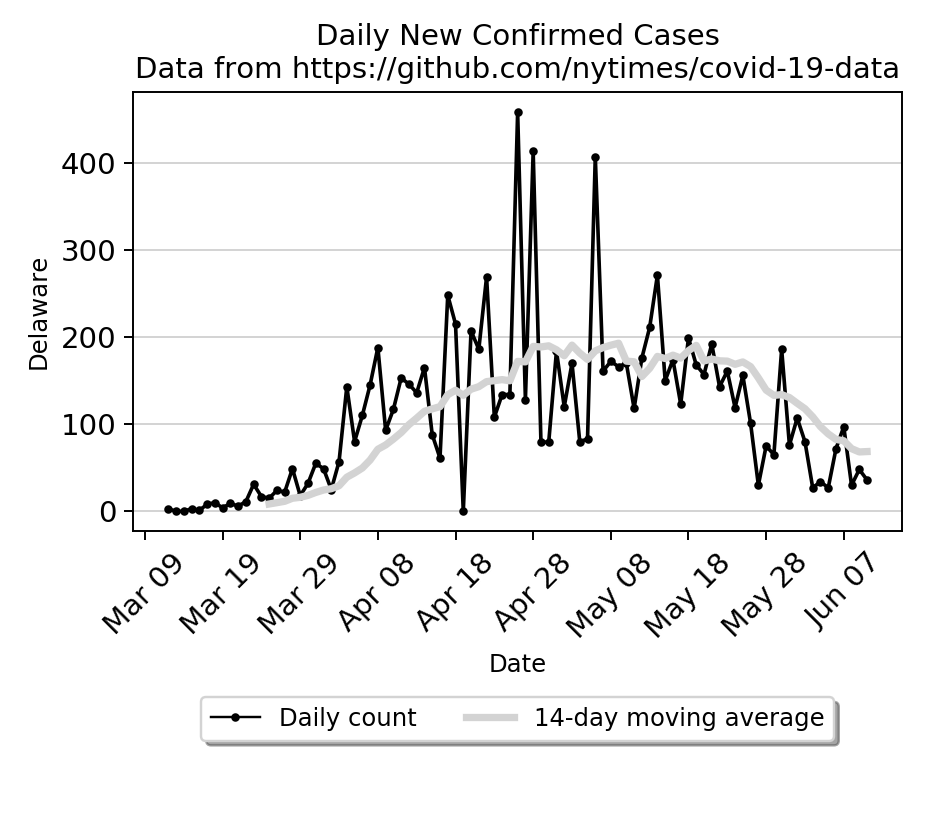 Daily New Confirmed Cases
Data from https://github.com/nytimes/covid-19-data
Delaware
400
300
200
100
0
Mar 09
Mar 19
Mar 29
Apr 08
Apr 18
Apr 28
May 08
May 18
May 28
Jun 07
Date
Daily count
14-day moving average